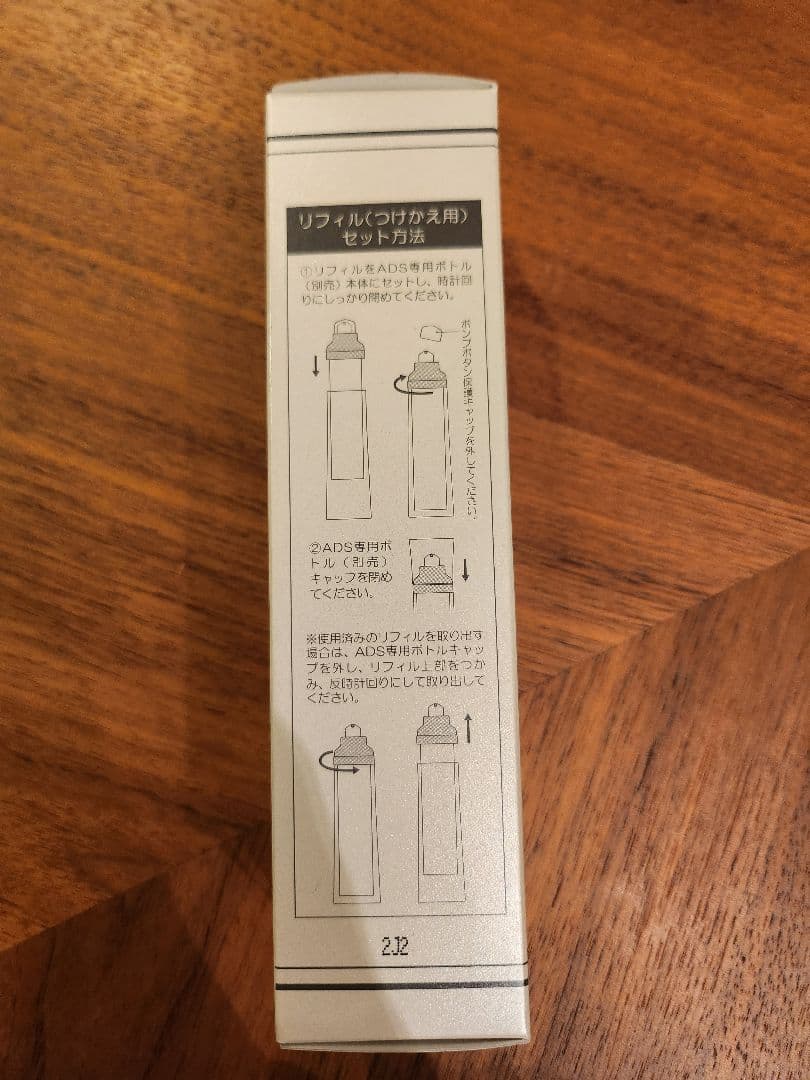 リフィル(つけかえ用)
セット方法
①リフィルをADS専用ボトル
(別売)本体にセットし、時計回
りにしっかり閉めてください。
ポンプボタン保護キャップを外してください。
②ADS専用ボ
トル(別売)
キャップを閉め
てください。
※使用済みのリフィルを取り出す
場合は、ADS専用ボトルキャッ
プを外し、リフィル上部をつか
み、反時計回りにして取り出して
ください。
2J2